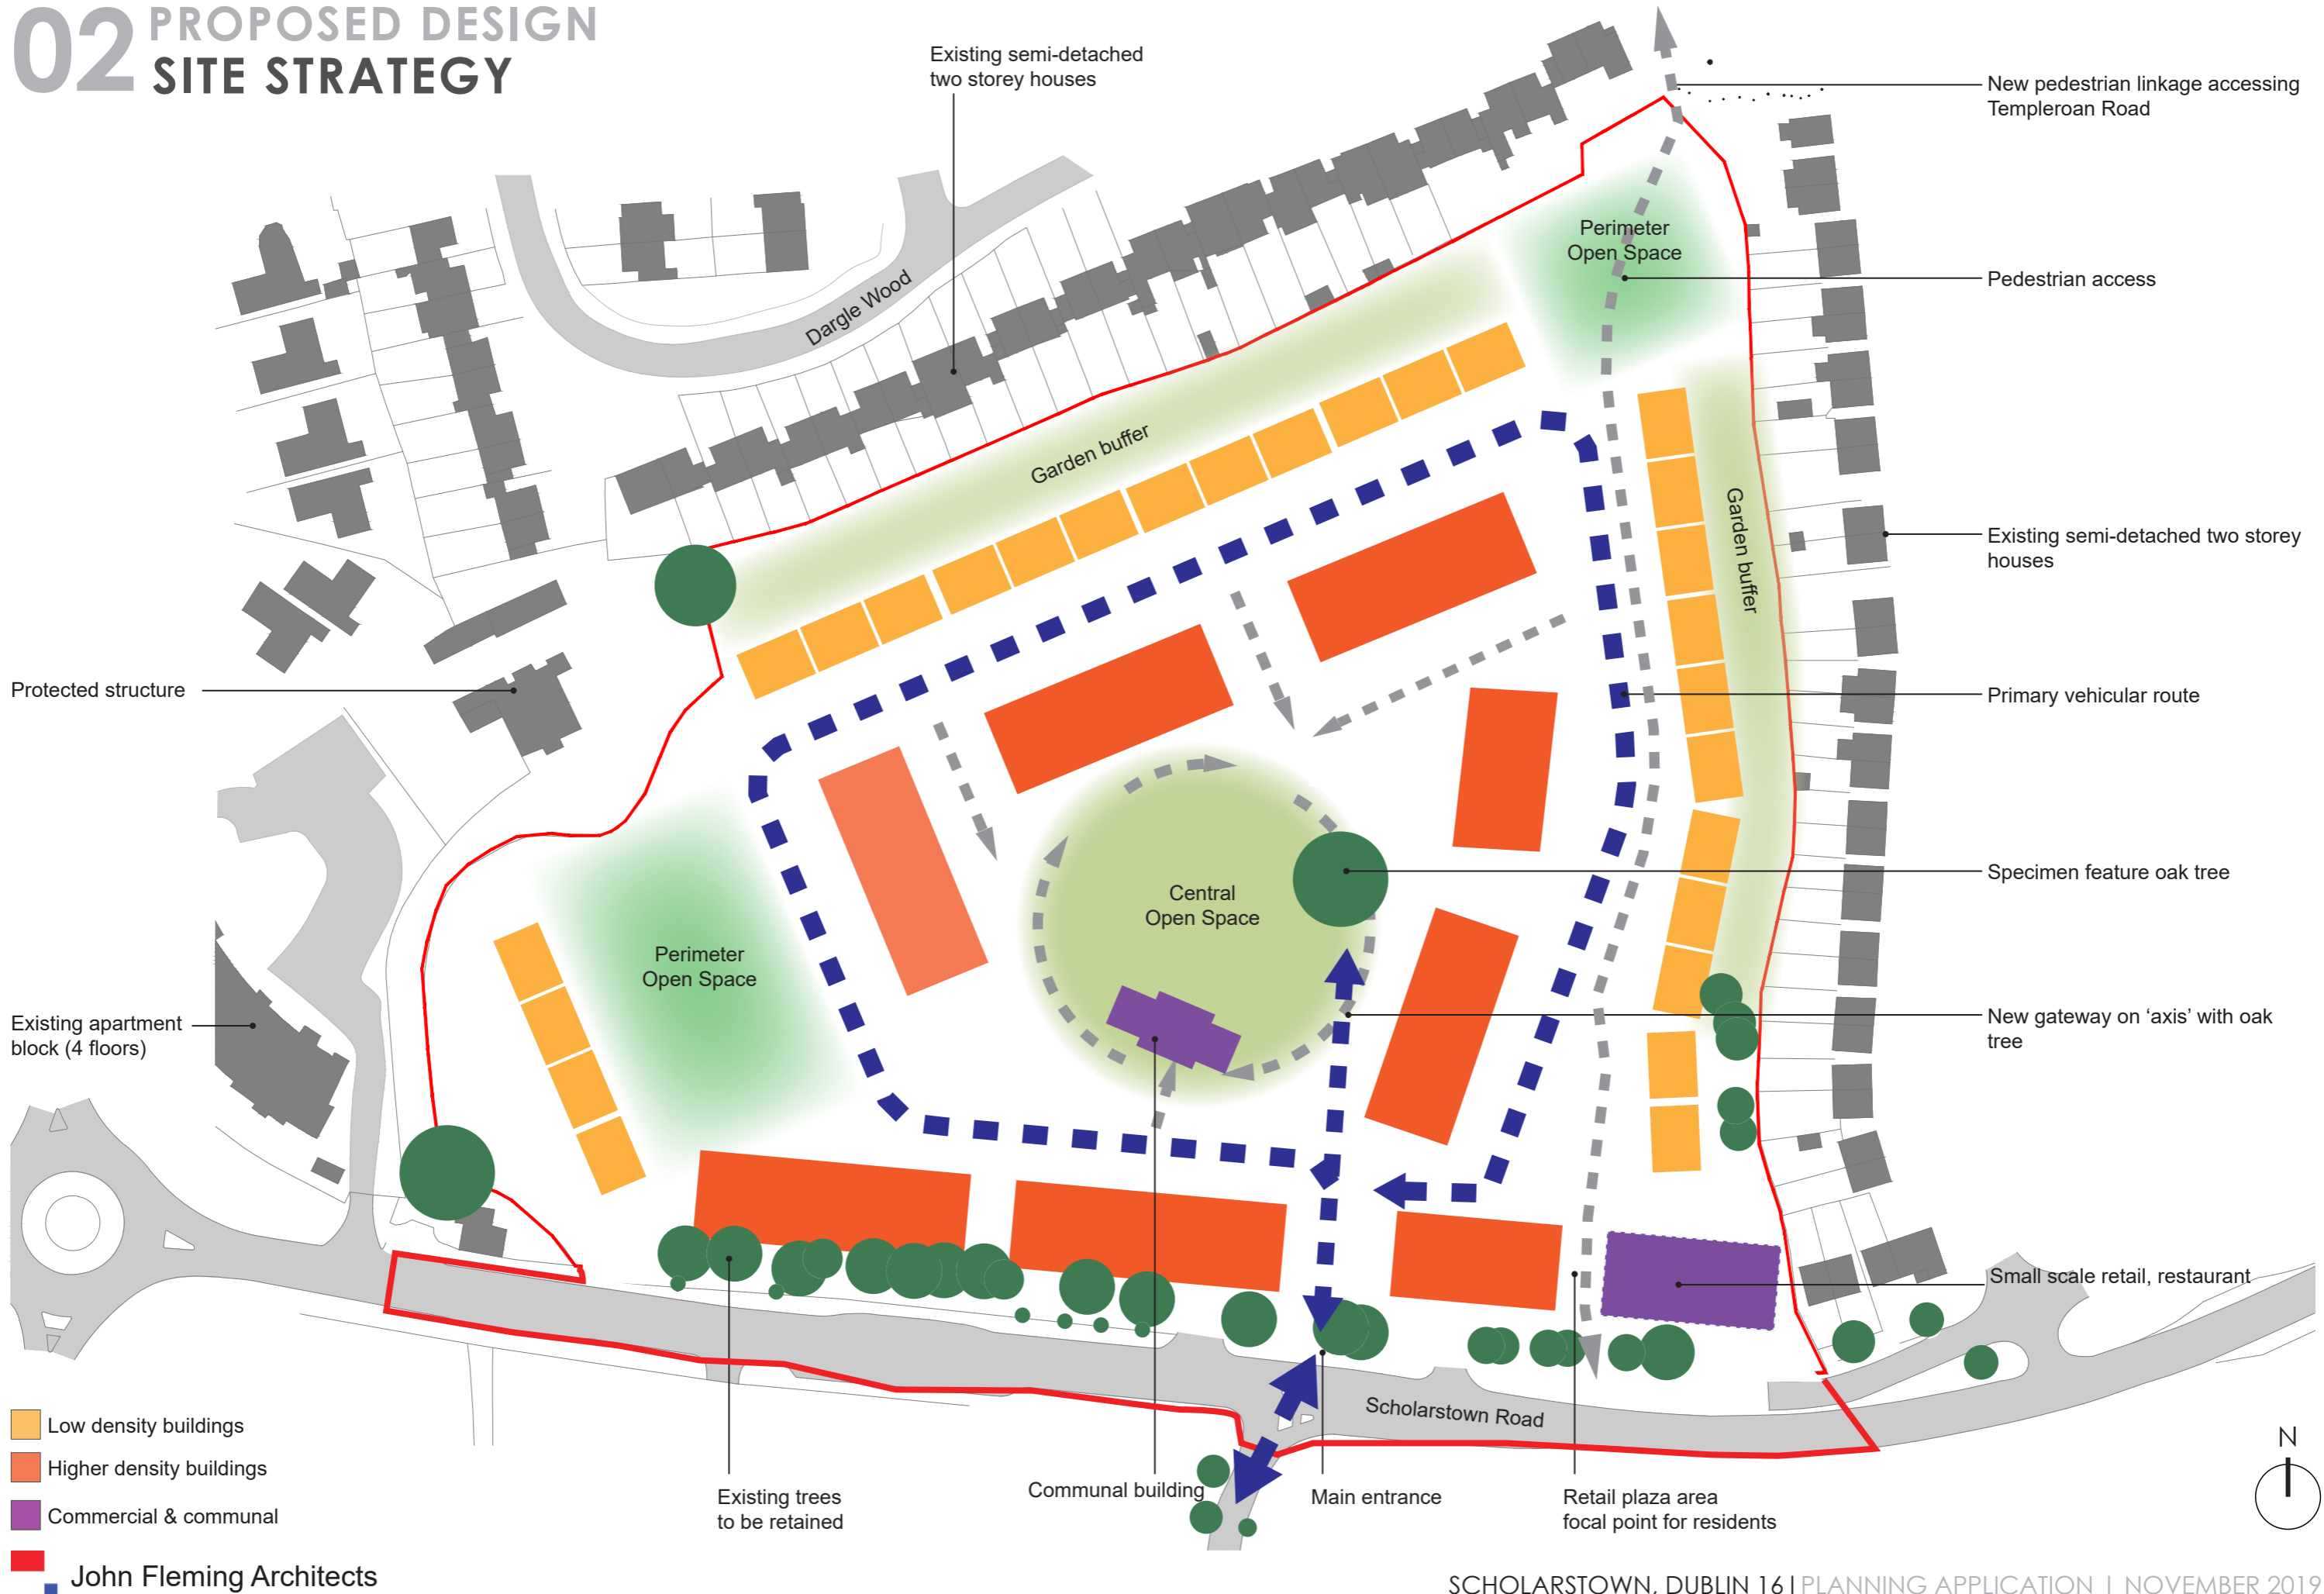 02 PROPOSED DESIGN
SITE STRATEGY
Existing semi-detached
two storey houses
New pedestrian linkage accessing
Templeroan Road
Perimeter
Open Space
Pedestrian access
Dargle Wood
Garden buffer
Garden buffer
Existing semi-detached two storey
houses
Protected structure
Primary vehicular route
Specimen feature oak tree
Central
Open Space
Perimeter
Open Space
Existing apartment
block (4 floors)
New gateway on ‘axis’ with oak
tree
Small scale retail, restaurant
Scholarstown Road
Low density buildings
Higher density buildings
Commercial & communal
Existing trees
to be retained
Communal building
Main entrance
Retail plaza area
focal point for residents
N
John Fleming Architects
SCHOLARSTOWN, DUBLIN 16 | PLANNING APPLICATION | NOVEMBER 2019